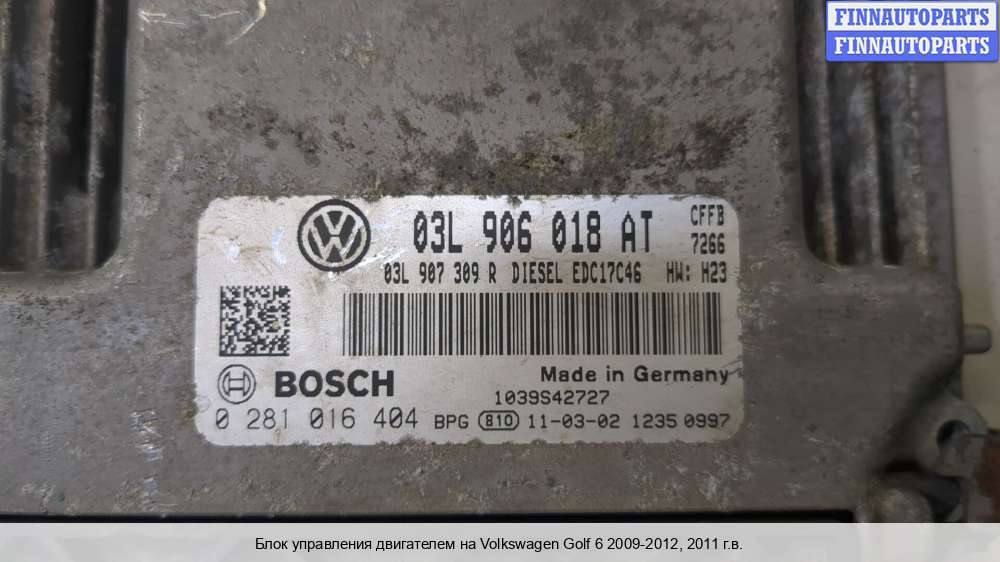 FINNAUTOPARTS
FINNAUTOPARTS
03L 906 018 AT CFFB
7266
03L 907 309 R DIESEL EDC17C46 HW: H23
BOSCH Made in Germany
1039S42727
0 281 016 404 BPG 810 11-03-02 1235 0997
Блок управления двигателем на Volkswagen Golf 6 2009-2012, 2011 г.в.